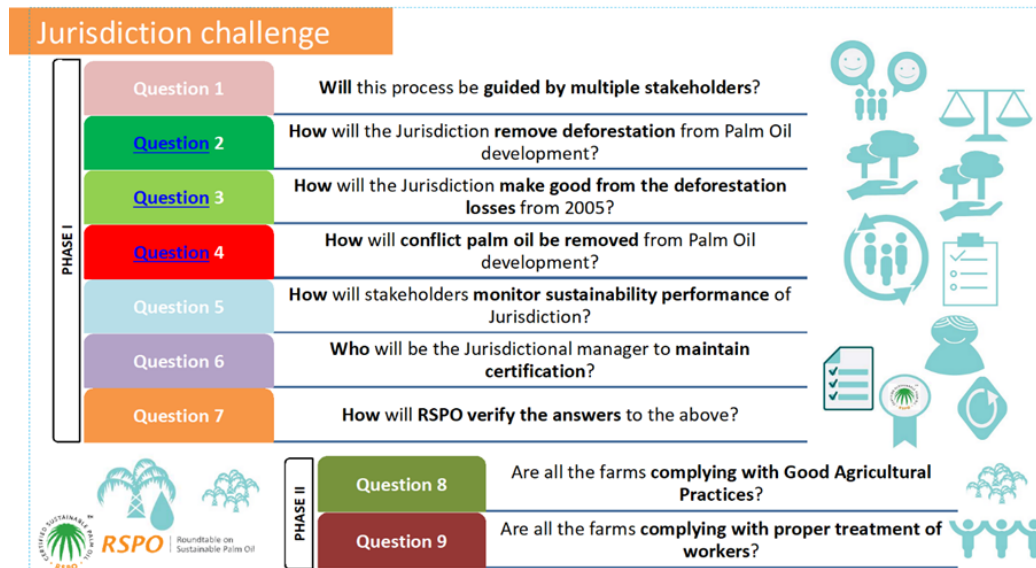 Jurisdiction challenge
PHASE I
Question 1
Will this process be guided by multiple stakeholders?
Question 2
How will the Jurisdiction remove deforestation from Palm Oil
development?
Question 3
How will the Jurisdiction make good from the deforestation
losses from 2005?
Question 4
How will conflict palm oil be removed from Palm Oil
development?
Question 5
How will stakeholders monitor sustainability performance of
Jurisdiction?
Question 6
Who will be the Jurisdictional manager to maintain
certification?
Question 7
How will RSPO verify the answers to the above?
PHASE II
Question 8
Are all the farms complying with Good Agricultural
Practices?
Question 9
Are all the farms complying with proper treatment of
workers?
CERTIFIED SUSTAINABLE PALM OIL
RSPO
RSPO
Roundtable on
Sustainable Palm Oil